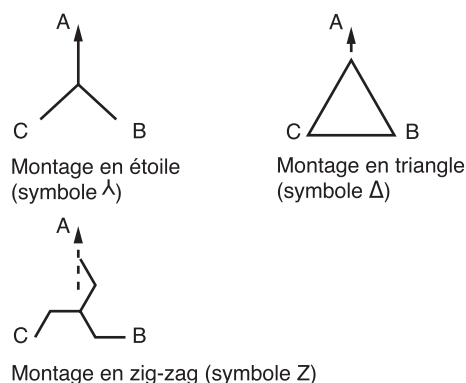 A
C
B
Montage en étoile
(symbole ⅄)
A
C
B
Montage en triangle
(symbole Δ)
A
C
B
Montage en zig-zag (symbole Z)